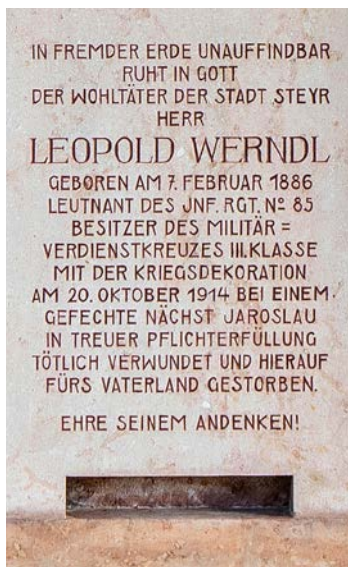 IN FREMDER ERDE UNAUFFINDBAR
RUHT IN GOTT
DER WOHLTÄTER DER STADT STEYR
HERR
LEOPOLD WERNDL
GEBOREN AM 7. FEBRUAR 1886
LEUTNANT DES JNF. RGT. Nº 85
BESITZER DES MILITÄR =
VERDIENSTKREUZES III. KLASSE
MIT DER KRIEGSDEKORATION
AM 20. OKTOBER 1914 BEI EINEM
GEFECHTE NÄCHST JAROSLAU
IN TREUER PFLICHTERFÜLLUNG
TÖTLICH VERWUNDET UND HIERAUF
FÜRS VATERLAND GESTORBEN.
EHRE SEINEM ANDENKEN!